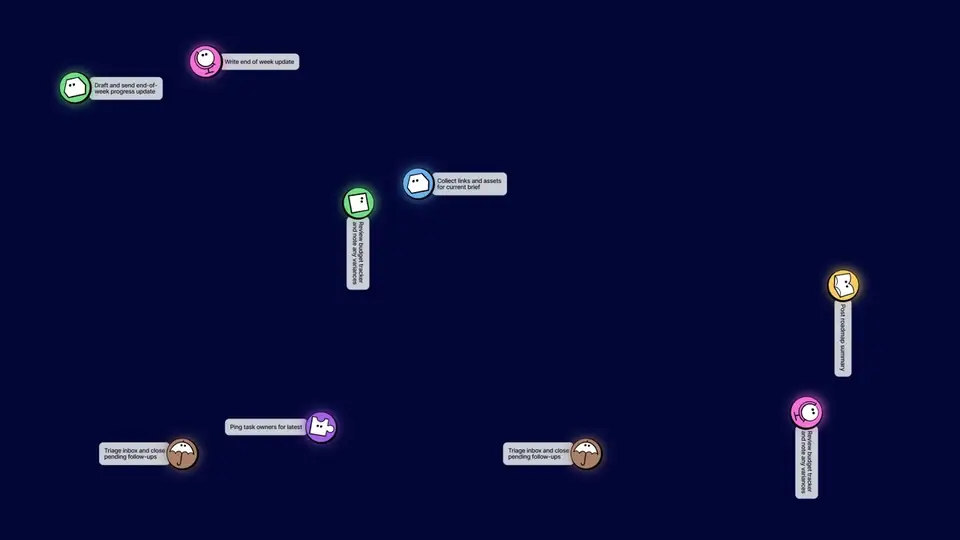 Write end of week update
Draft and send end-of-
week progress update
Collect links and assets
for current brief
Review budget tracker
and note any variances
Post roadmap summary
Ping task owners for latest
Triage inbox and close
pending follow-ups
Triage inbox and close
pending follow-ups
Review budget tracker
and note any variances